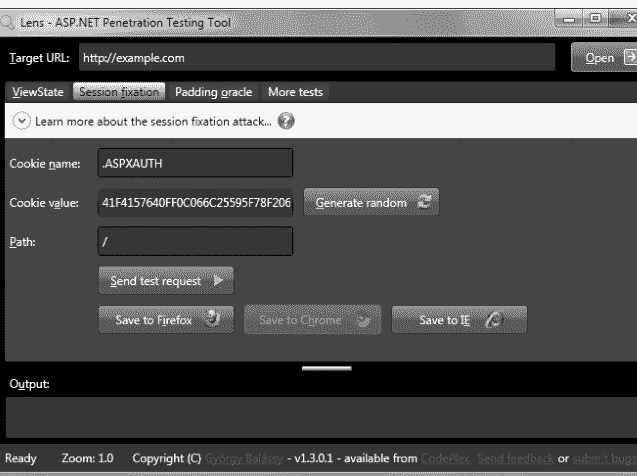 Lens - ASP.NET Penetration Testing Tool
Target URL: http://example.com Open
ViewState Session fixation Padding oracle More tests
Learn more about the session fixation attack... ?
Cookie name: .ASPXAUTH
Cookie value: 41F4157640FF0C066C25595F78F206 Generate random
Path: /
Send test request
Save to Firefox Save to Chrome Save to IE
Output:
Ready Zoom: 1.0 Copyright (C) György Balássy - v1.3.0.1 - available from CodePlex. Send feedback or submit bugs